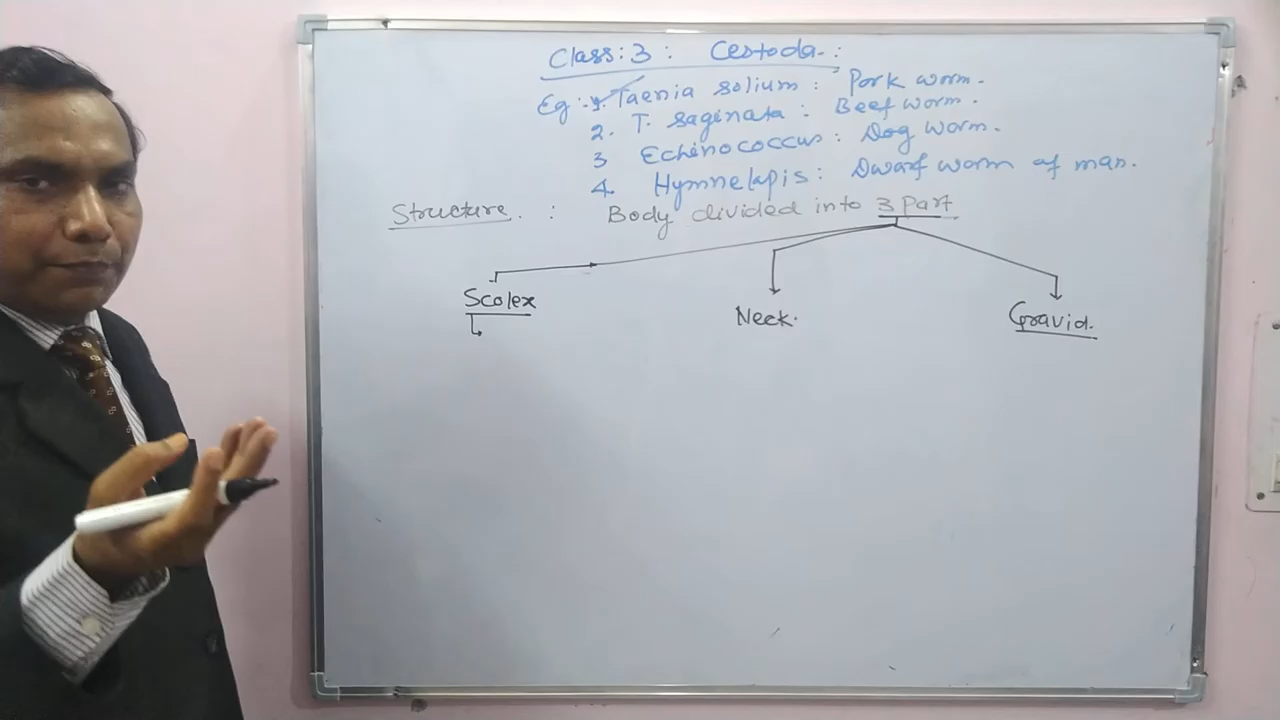 Class: 3 : Cestoda :
Eg :- 1. Taenia solium : Pork worm.
2. T. saginata : Beef worm.
3 Echinococcus : Dog worm.
4. Hymnelapis : Dwarf worm of man.
Structure. : Body divided into 3 Part
Scolex Neck. Gravid.